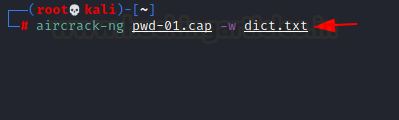 ┌──(root💀kali)-[~]
└─# aircrack-ng pwd-01.cap -w dict.txt